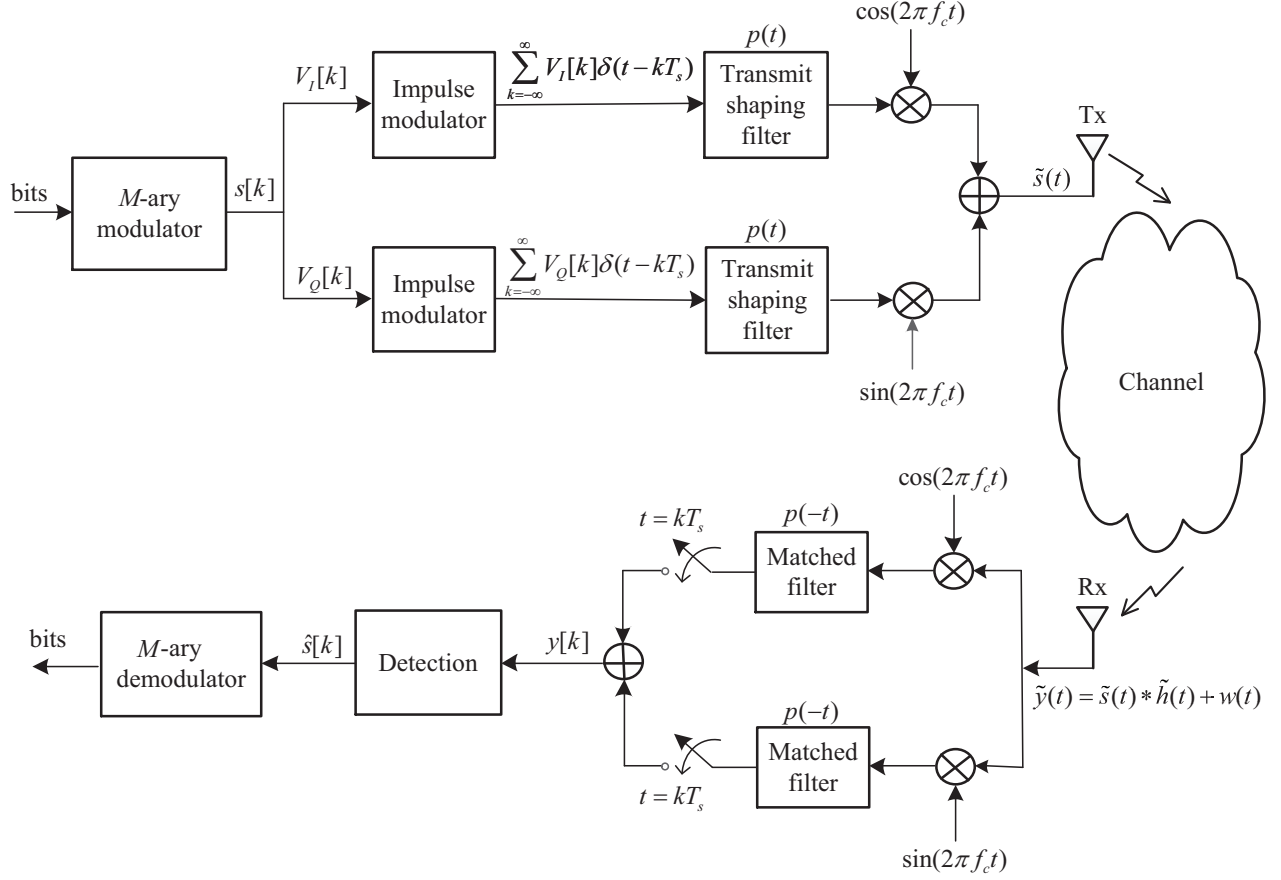 cos(2πf_c t)
p(t)
V_I[k]
Impulse modulator
∑_{k=-∞}^{∞} V_I[k]δ(t-kT_s)
Transmit shaping filter
bits
M-ary modulator
s[k]
Tx
s̃(t)
V_Q[k]
Impulse modulator
∑_{k=-∞}^{∞} V_Q[k]δ(t-kT_s)
p(t)
Transmit shaping filter
sin(2πf_c t)
Channel
cos(2πf_c t)
t = kT_s
p(-t)
Matched filter
Rx
bits
M-ary demodulator
ŝ[k]
Detection
y[k]
ỹ(t) = s̃(t)*h̃(t)+w(t)
p(-t)
Matched filter
t = kT_s
sin(2πf_c t)